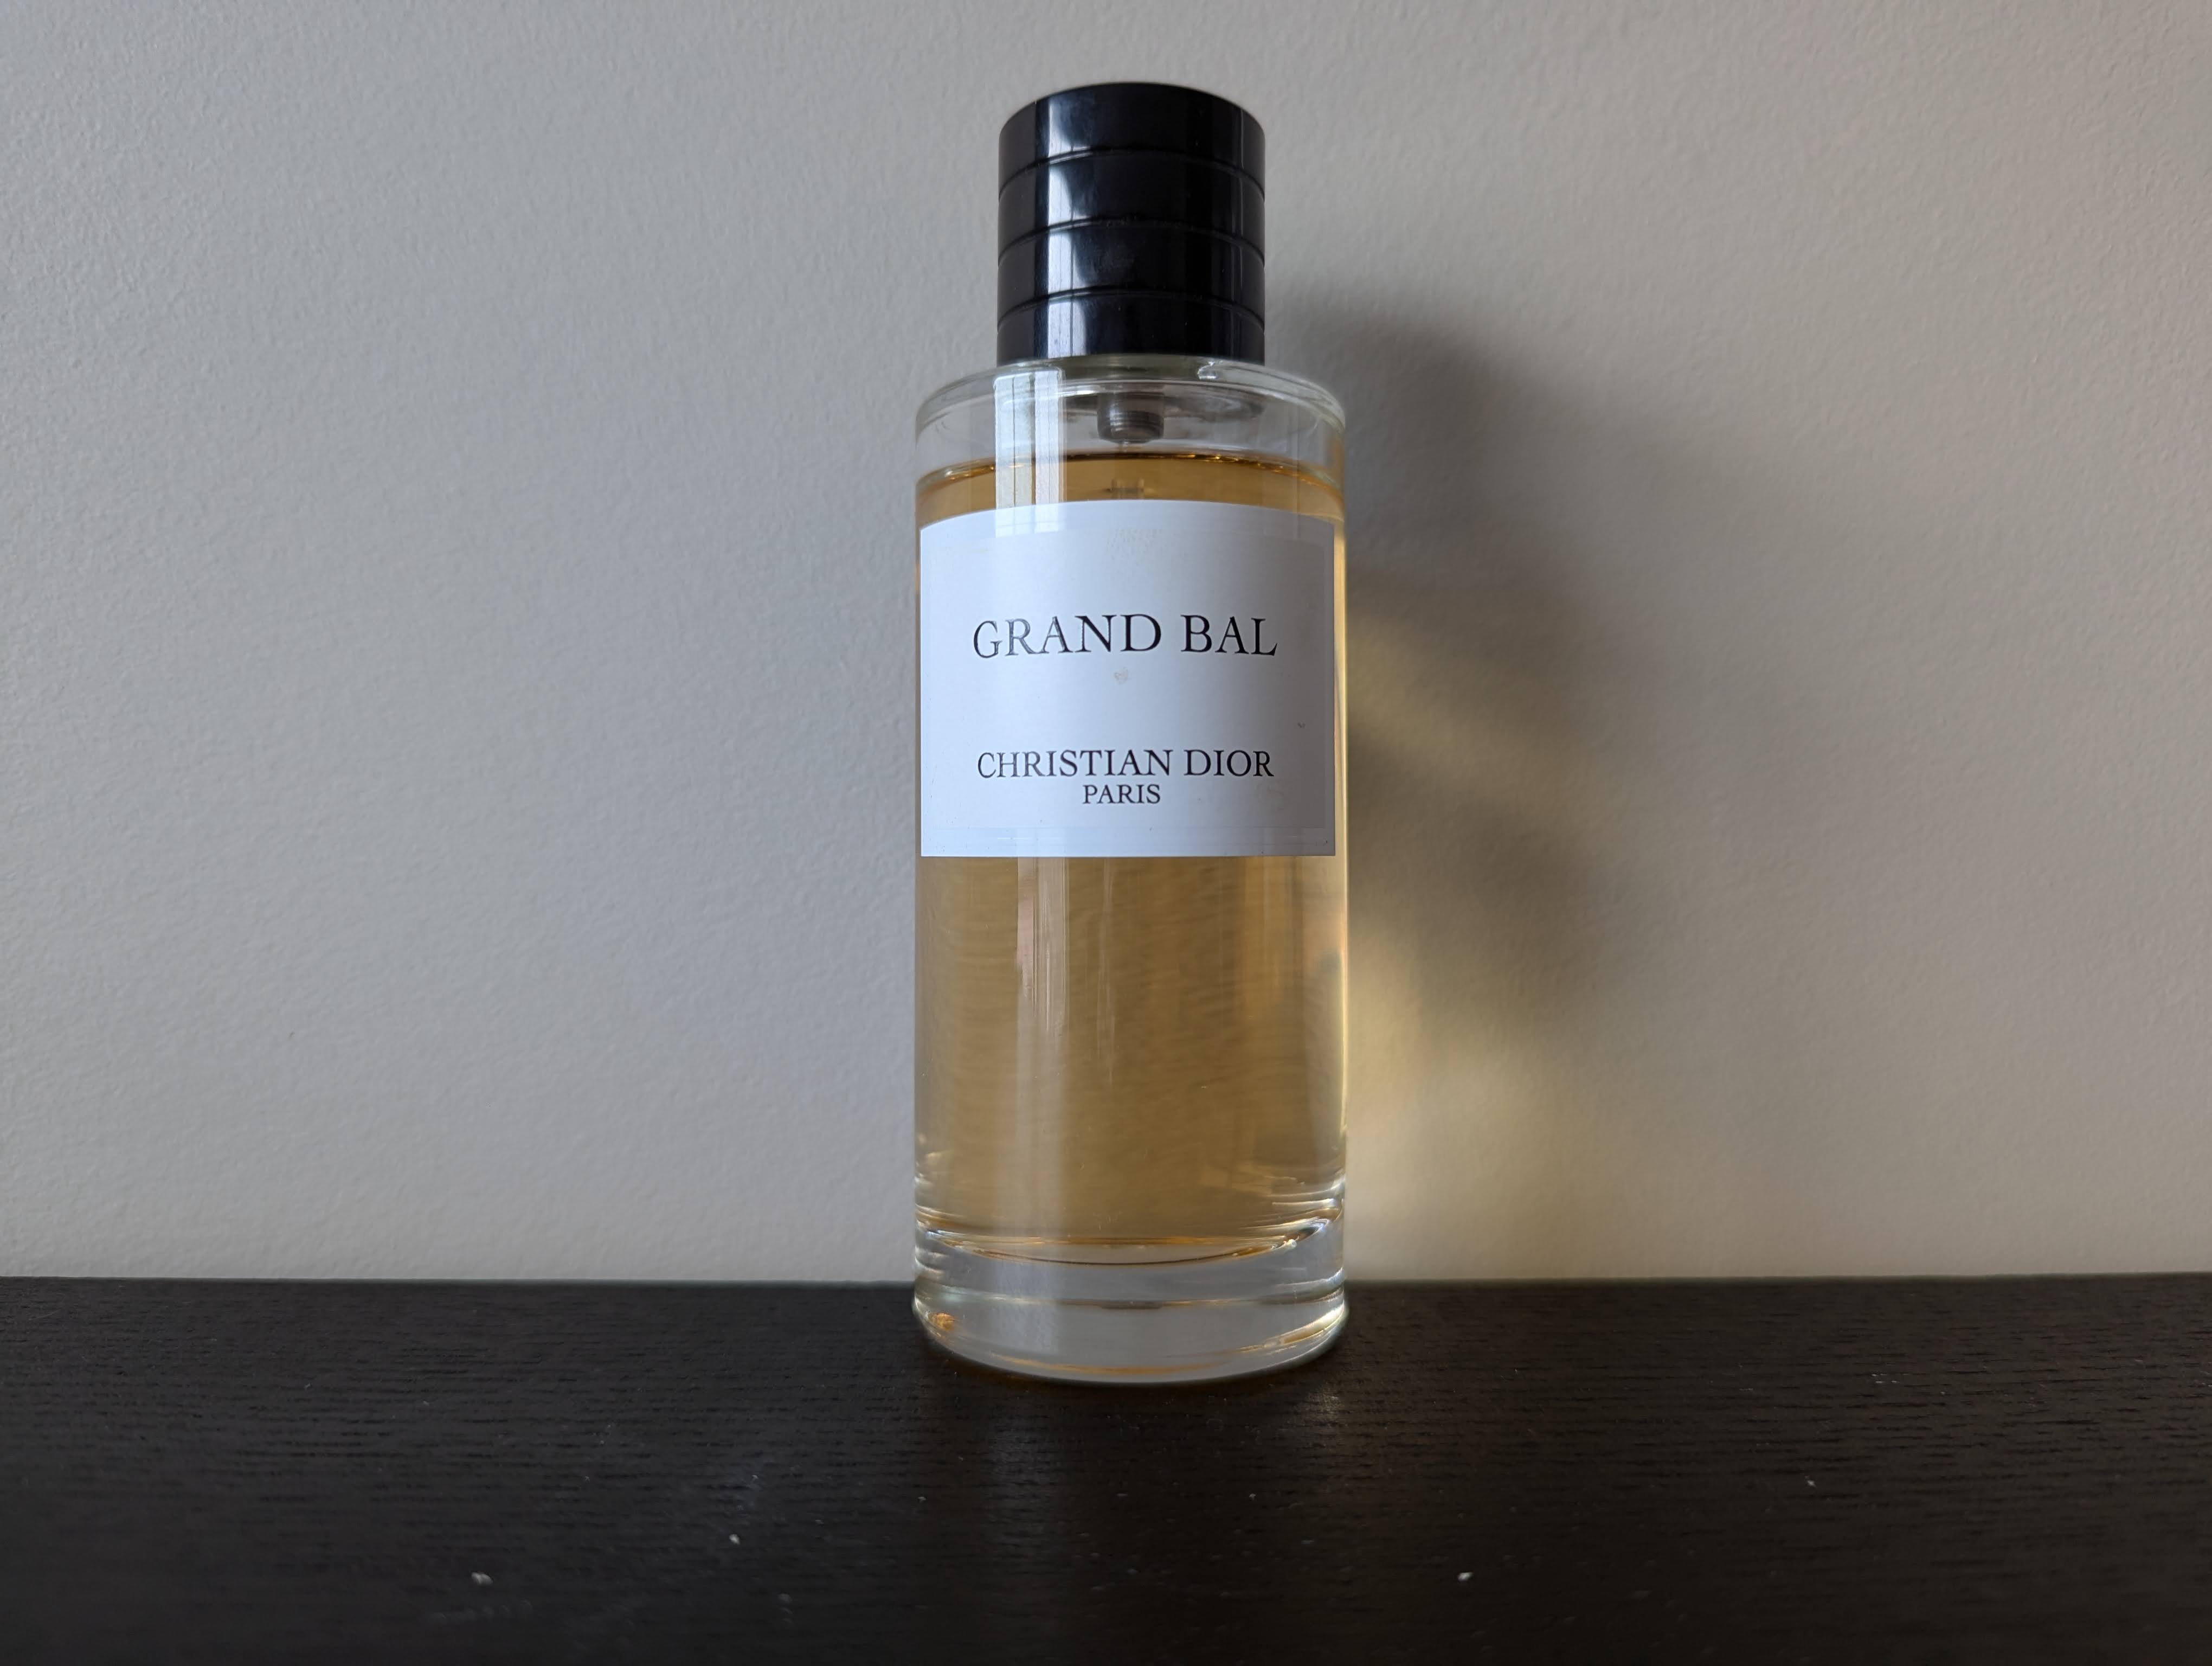 GRAND BAL
CHRISTIAN DIOR
PARIS